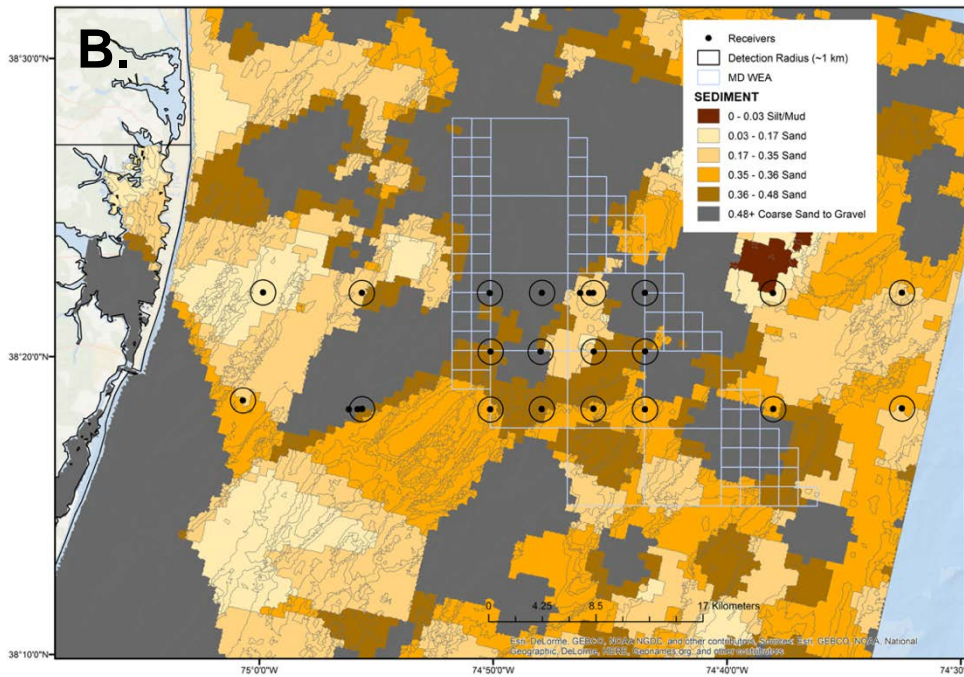 B.
Receivers
Detection Radius (~1 km)
MD WEA
SEDIMENT
0 - 0.03 Silt/Mud
0.03 - 0.17 Sand
0.17 - 0.35 Sand
0.35 - 0.36 Sand
0.36 - 0.48 Sand
0.48+ Coarse Sand to Gravel
38°30'0"N
38°20'0"N
38°10'0"N
0 4.25 8.5 17 Kilometers
Esri, DeLorme, GEBCO, NOAA NGDC, and other contributors, Sources: Esri, GEBCO, NOAA, National
Geographic, DeLorme, HERE, Geonames.org, and other contributors
75°0'0"W 74°50'0"W 74°40'0"W 74°30'0"W